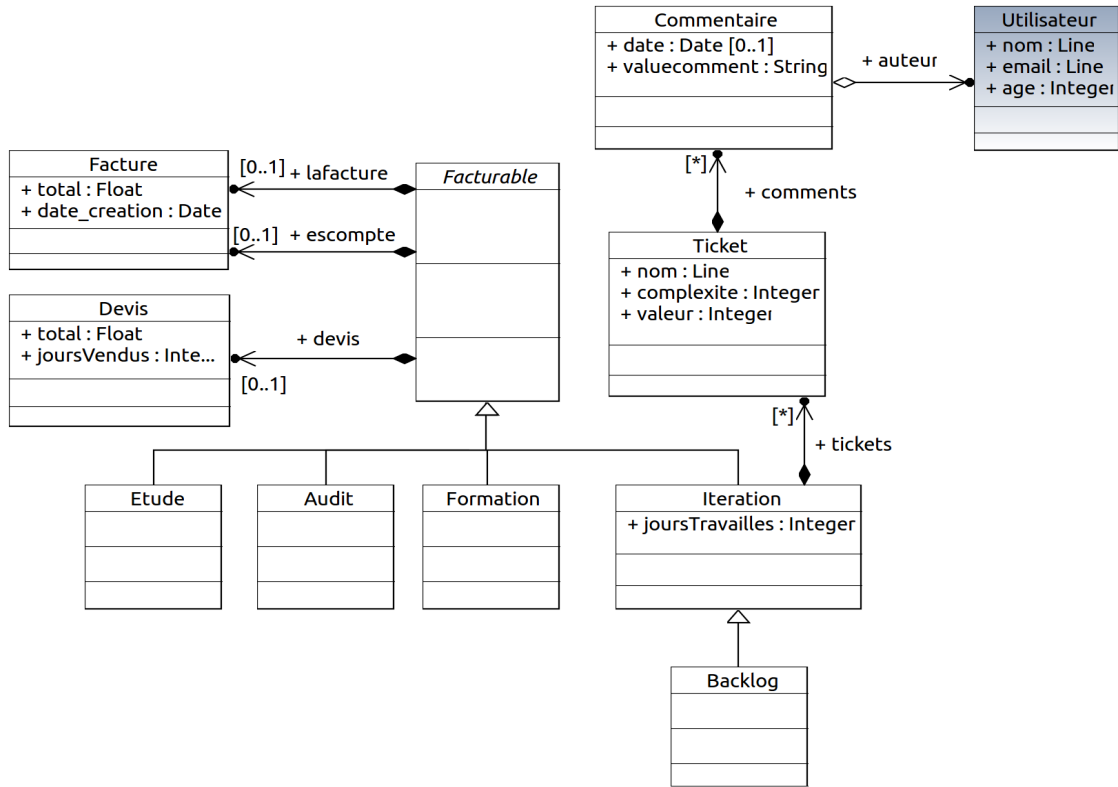 Commentaire
+ date : Date [0..1]
+ valuecomment : String
+ auteur
Utilisateur
+ nom : Line
+ email : Line
+ age : Integer
Facture
+ total : Float
+ date_creation : Date
[0..1]
+ lafacture
[0..1]
+ escompte
Facturable
[*]
+ comments
Ticket
+ nom : Line
+ complexite : Integer
+ valeur : Integer
Devis
+ total : Float
+ joursVendus : Inte...
+ devis
[0..1]
[*]
+ tickets
Etude
Audit
Formation
Iteration
+ joursTravailles : Integer
Backlog